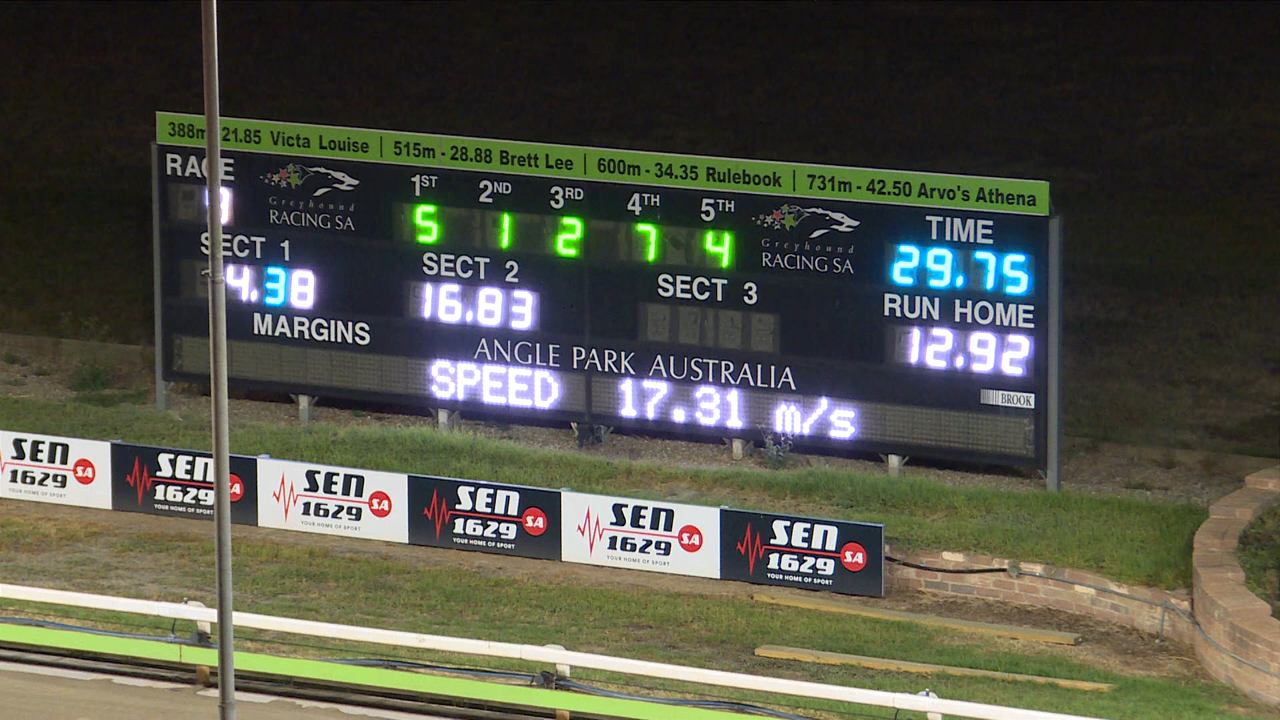 388m 21.85 Victa Louise | 515m - 28.88 Brett Lee | 600m - 34.35 Rulebook | 731m - 42.50 Arvo's Athena
RACE
Greyhound
RACING SA
1ST 2ND 3RD 4TH 5TH
5 1 2 7 4
Greyhound
RACING SA
TIME
29.75
SECT 1
4.38
SECT 2
16.83
SECT 3
RUN HOME
12.92
MARGINS
ANGLE PARK AUSTRALIA
SPEED 17.31 m/s
BROOK
SEN
1629 SA
YOUR HOME OF SPORT
SEN
1629 SA
YOUR HOME OF SPORT
SEN
1629 SA
YOUR HOME OF SPORT
SEN
1629 SA
YOUR HOME OF SPORT
SEN
1629 SA
YOUR HOME OF SPORT
SEN
1629 SA
YOUR HOME OF SPORT